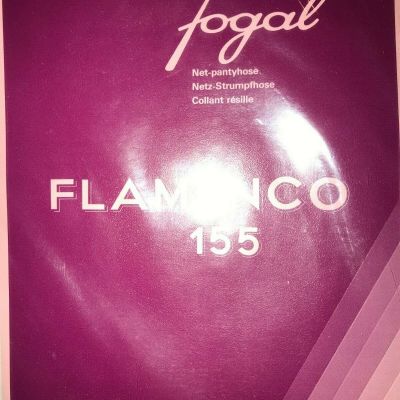 fogal
Net-pantyhose
Netz-Strumpfhose
Collant résille
FLAMENCO
155